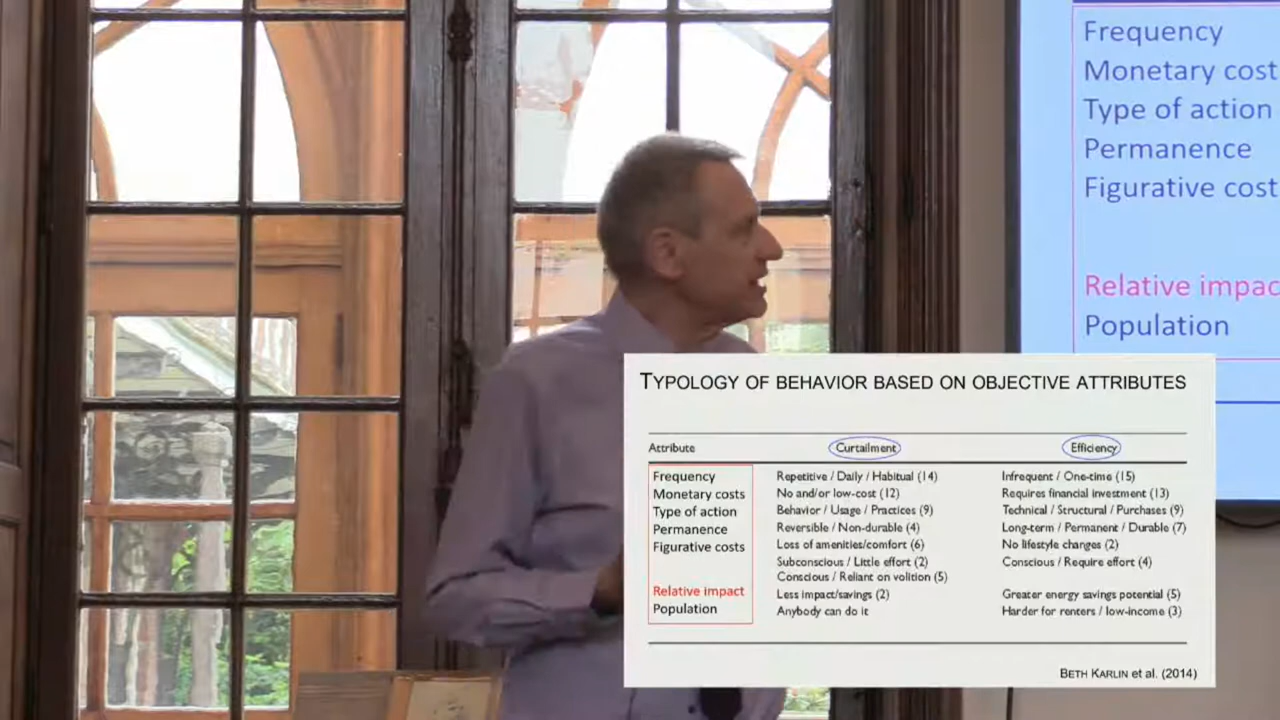 Frequency
Monetary cost
Type of action
Permanence
Figurative cost
Relative impac
Population
TYPOLOGY OF BEHAVIOR BASED ON OBJECTIVE ATTRIBUTES
Attribute Curtailment Efficiency
Frequency Repetitive / Daily / Habitual (14) Infrequent / One-time (15)
Monetary costs No and/or low-cost (12) Requires financial investment (13)
Type of action Behavior / Usage / Practices (9) Technical / Structural / Purchases (9)
Permanence Reversible / Non-durable (4) Long-term / Permanent / Durable (7)
Figurative costs Loss of amenities/comfort (6) No lifestyle changes (2)
Subconscious / Little effort (2) Conscious / Require effort (4)
Conscious / Reliant on volition (5)
Relative impact Less impact/savings (2) Greater energy savings potential (5)
Population Anybody can do it Harder for renters / low-income (3)
BETH KARLIN et al. (2014)